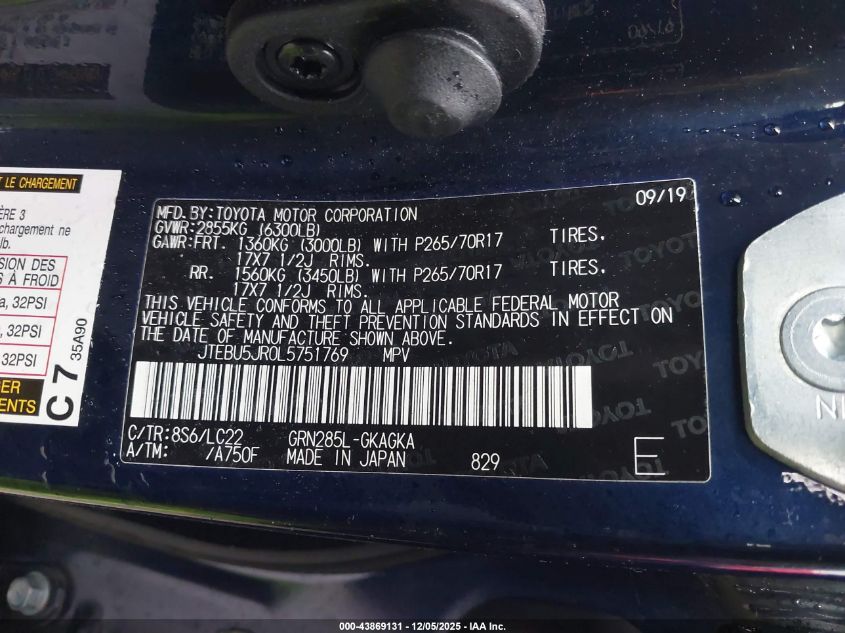 T LE CHARGEMENT
ÈRE 3
chargement ne
lb.
SION DES
S À FROID
a, 32PSI
, 32PSI
32PSI
ER
ENTS
C 7
35A90
09/19
MFD. BY: TOYOTA MOTOR CORPORATION
GVWR: 2855KG (6300LB)
GAWR: FRT. 1360KG (3000LB) WITH P265/70R17 TIRES.
17X7 1/2J RIMS.
RR. 1560KG (3450LB) WITH P265/70R17 TIRES.
17X7 1/2J RIMS.
THIS VEHICLE CONFORMS TO ALL APPLICABLE FEDERAL MOTOR
VEHICLE SAFETY AND THEFT PREVENTION STANDARDS IN EFFECT ON
THE DATE OF MANUFACTURE SHOWN ABOVE.
JTEBU5JR0L5751769 MPV
C/TR: 8S6/LC22 GRN285L-GKAGKA
A/TM: /A750F MADE IN JAPAN 829
E
NI
000-43869131 - 12/05/2025 - IAA Inc.